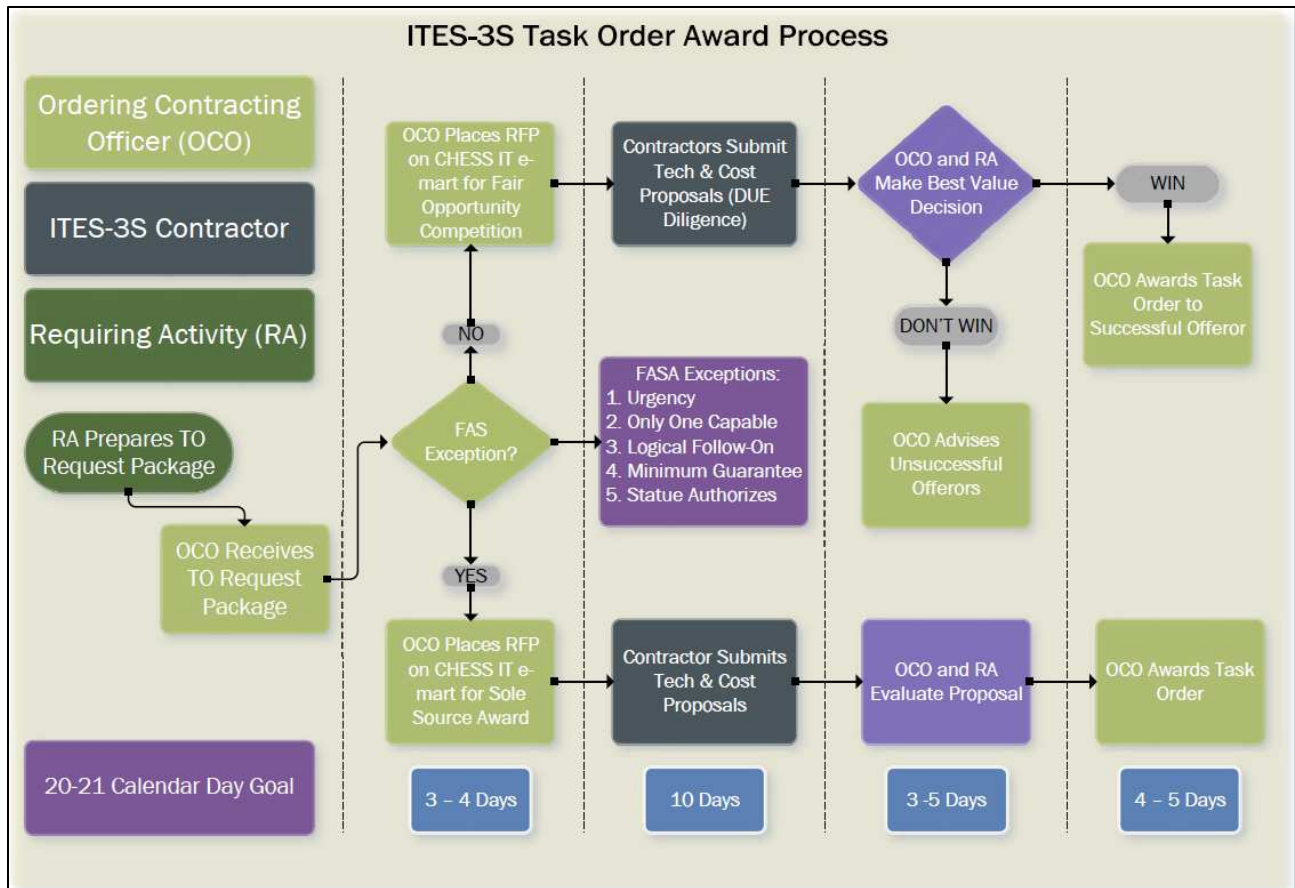 ITES-3S Task Order Award Process
Ordering Contracting
Officer (OCO)
ITES-3S Contractor
Requiring Activity (RA)
RA Prepares TO
Request Package
OCO Receives
TO Request
Package
20-21 Calendar Day Goal
OCO Places RFP
on CHESS IT e-
mart for Fair
Opportunity
Competition
NO
FAS
Exception?
YES
OCO Places RFP
on CHESS IT e-
mart for Sole
Source Award
3 – 4 Days
Contractors Submit
Tech & Cost
Proposals (DUE
Diligence)
FASA Exceptions:
1. Urgency
2. Only One Capable
3. Logical Follow-On
4. Minimum Guarantee
5. Statue Authorizes
Contractor Submits
Tech & Cost
Proposals
10 Days
OCO and RA
Make Best Value
Decision
DON'T WIN
OCO Advises
Unsuccessful
Offerors
OCO and RA
Evaluate Proposal
3 -5 Days
WIN
OCO Awards Task
Order to
Successful Offeror
OCO Awards Task
Order
4 – 5 Days